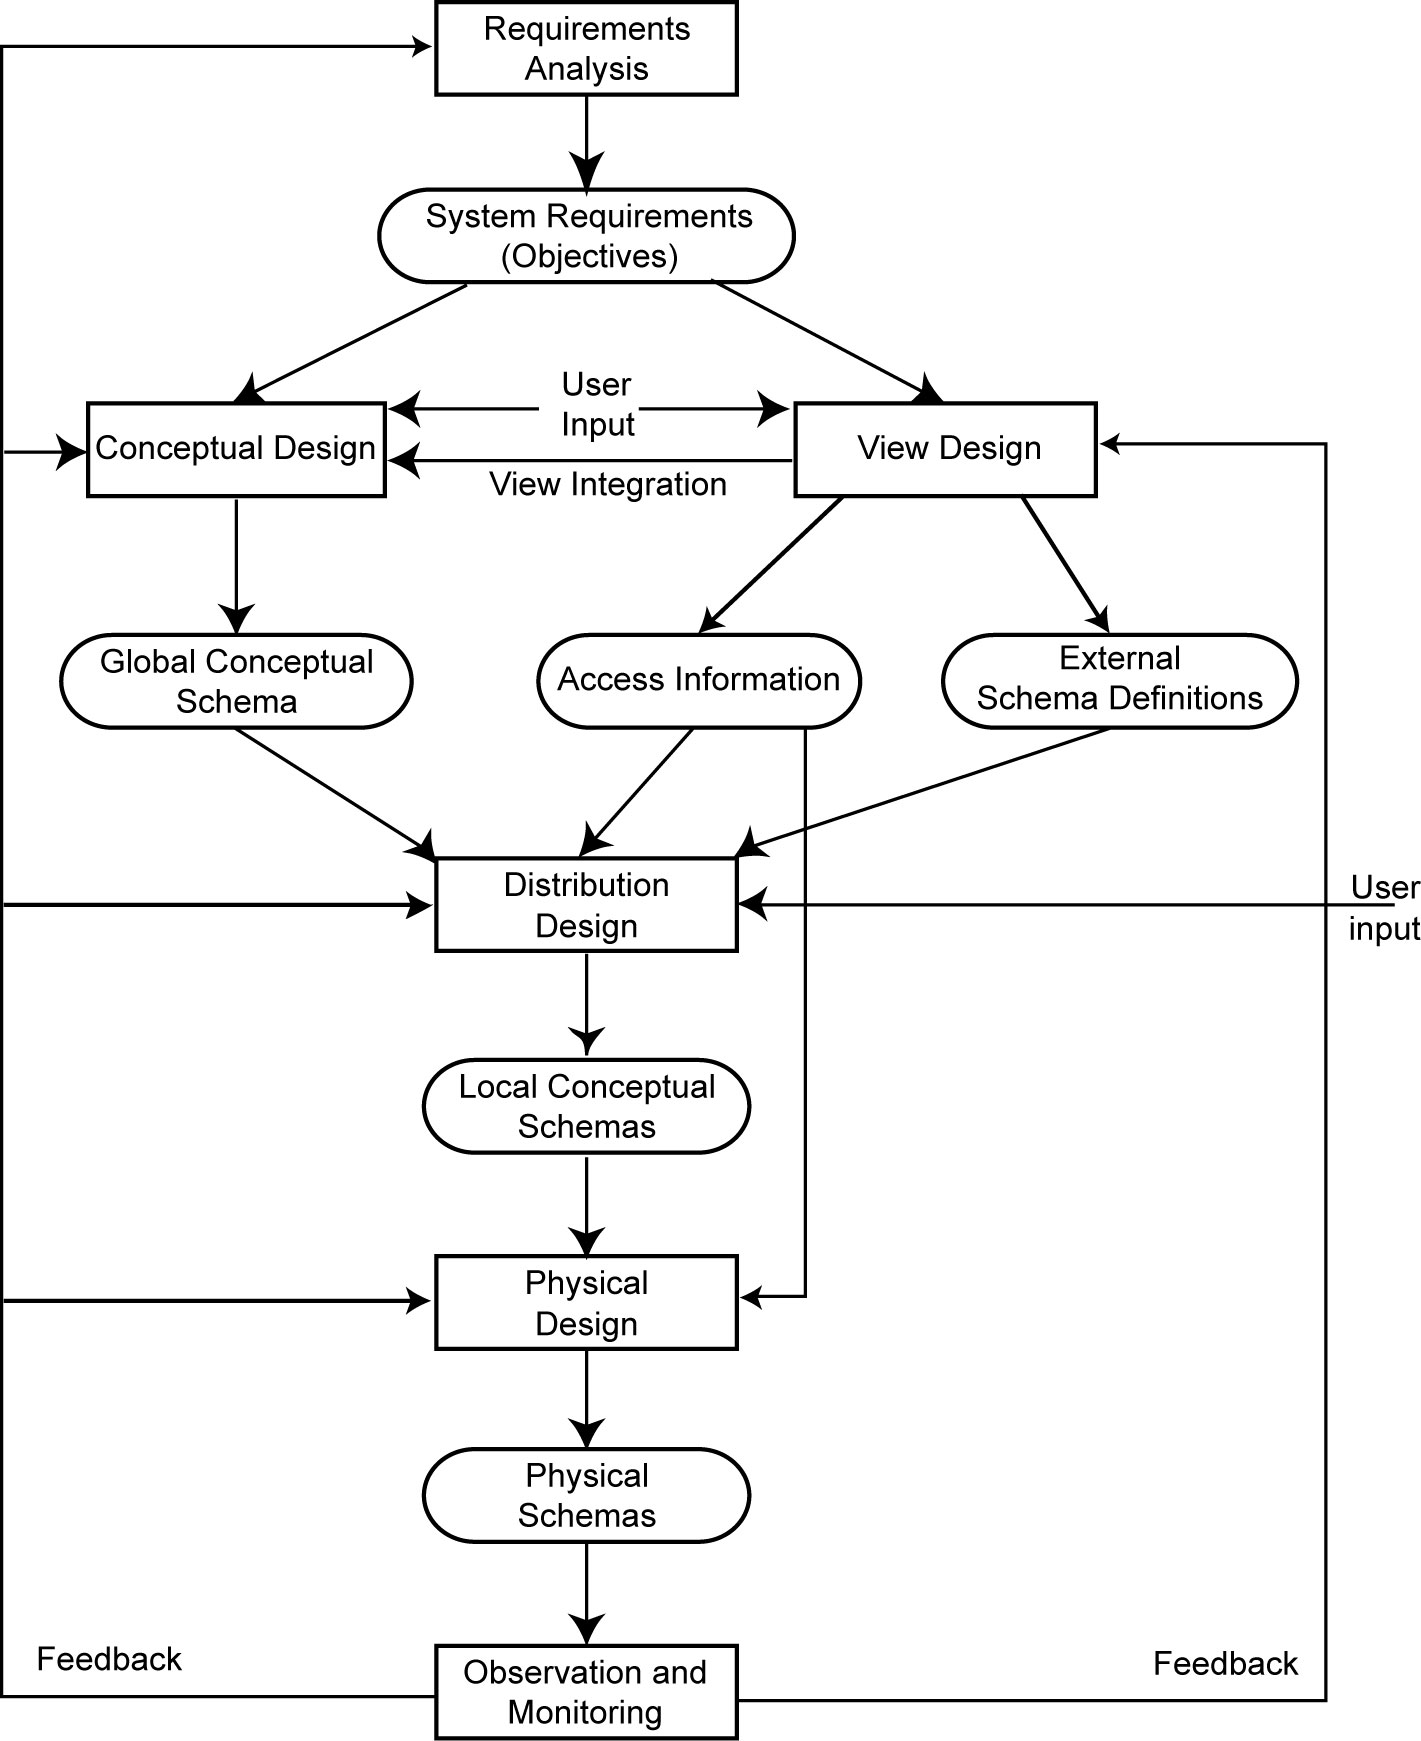 Requirements
Analysis
System Requirements
(Objectives)
User
Input
Conceptual Design
View Design
View Integration
Global Conceptual
Schema
Access Information
External
Schema Definitions
Distribution
Design
User
input
Local Conceptual
Schemas
Physical
Design
Physical
Schemas
Feedback
Observation and
Monitoring
Feedback